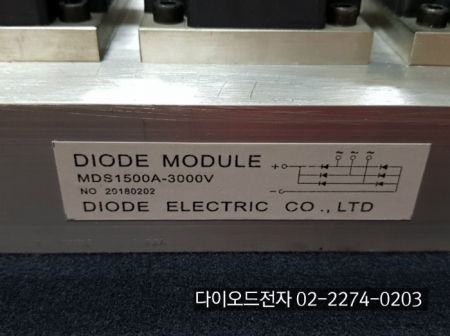 DIODE MODULE
MDS1500A-3000V
NO 20180202
DIODE ELECTRIC CO.,LTD
+
~ ~ ~
-
다이오드전자 02-2274-0203